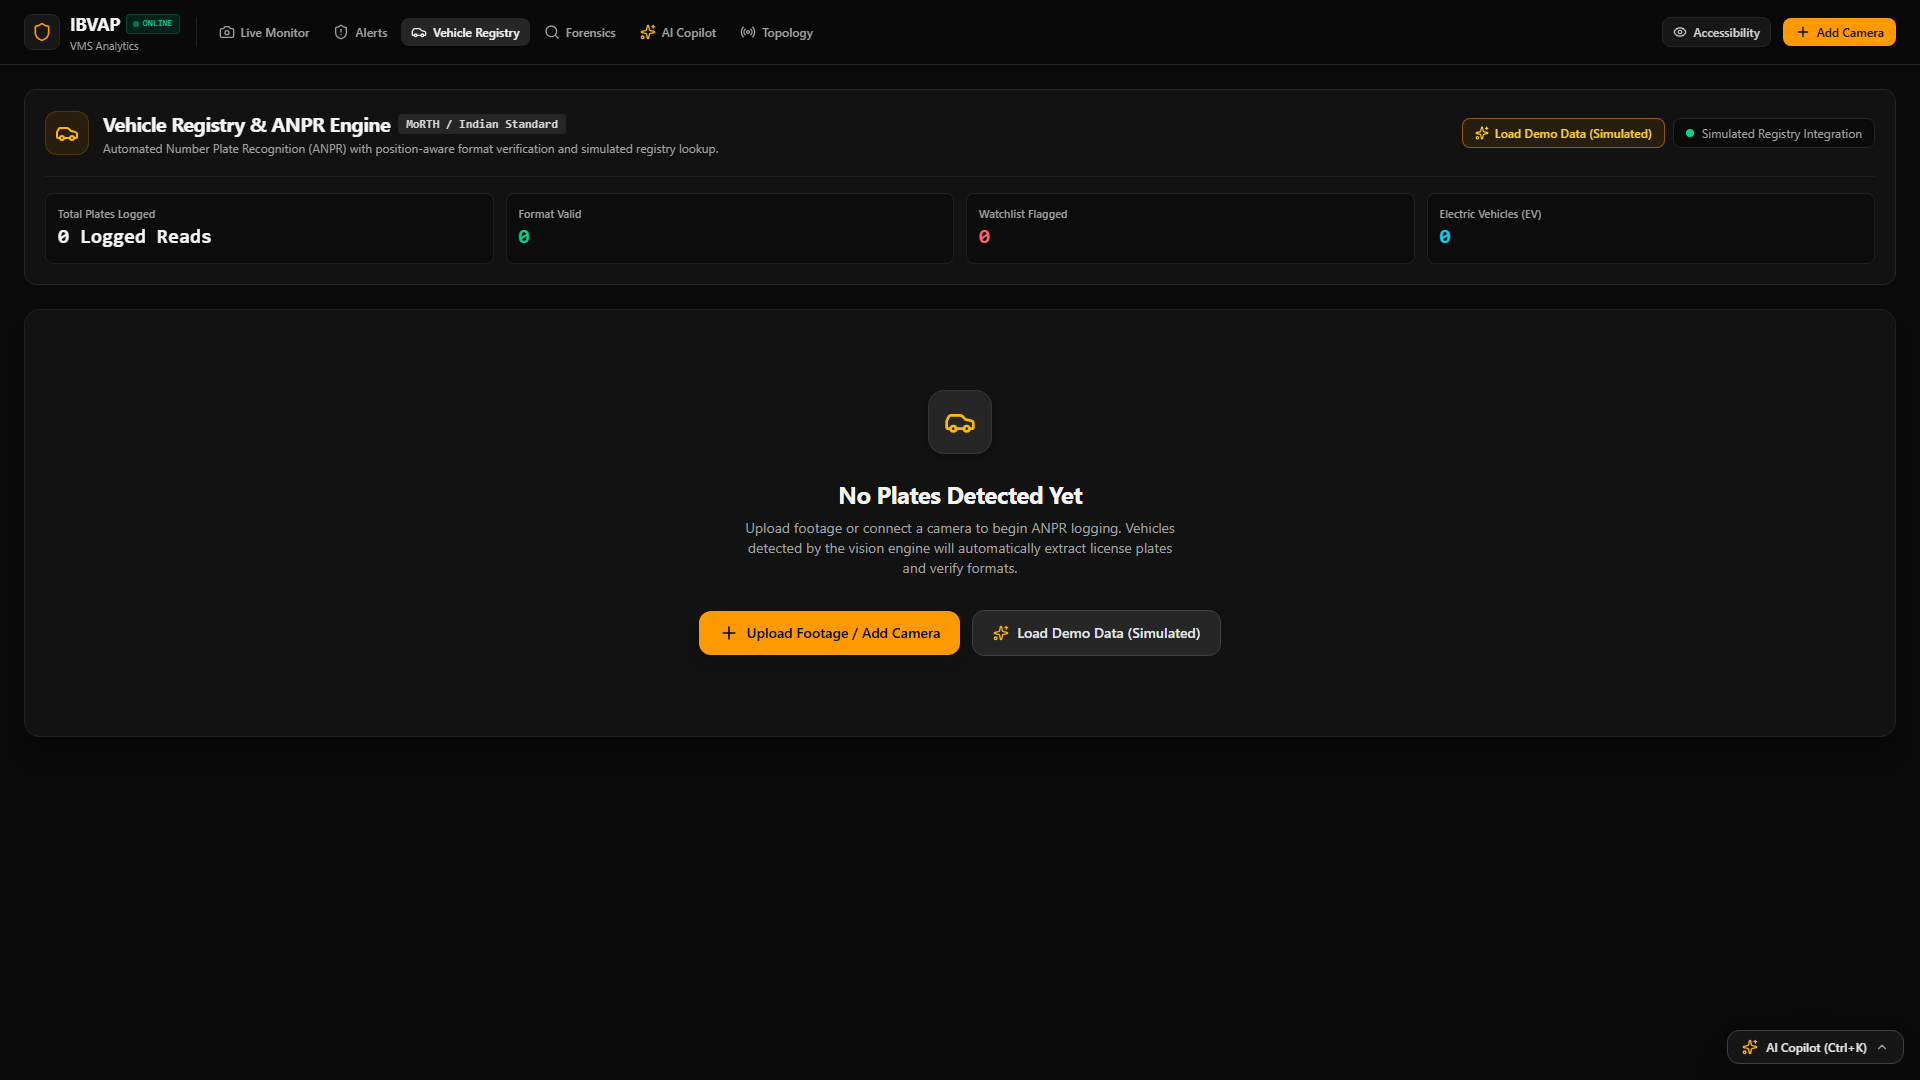 IBVAP
ONLINE
VMS Analytics
Live Monitor
Alerts
Vehicle Registry
Forensics
AI Copilot
Topology
Accessibility
Add Camera
Vehicle Registry & ANPR Engine
MoRTH / Indian Standard
Automated Number Plate Recognition (ANPR) with position-aware format verification and simulated registry lookup.
Load Demo Data (Simulated)
Simulated Registry Integration
Total Plates Logged
0 Logged Reads
Format Valid
0
Watchlist Flagged
0
Electric Vehicles (EV)
0
No Plates Detected Yet
Upload footage or connect a camera to begin ANPR logging. Vehicles
detected by the vision engine will automatically extract license plates
and verify formats.
Upload Footage / Add Camera
Load Demo Data (Simulated)
AI Copilot (Ctrl+K)